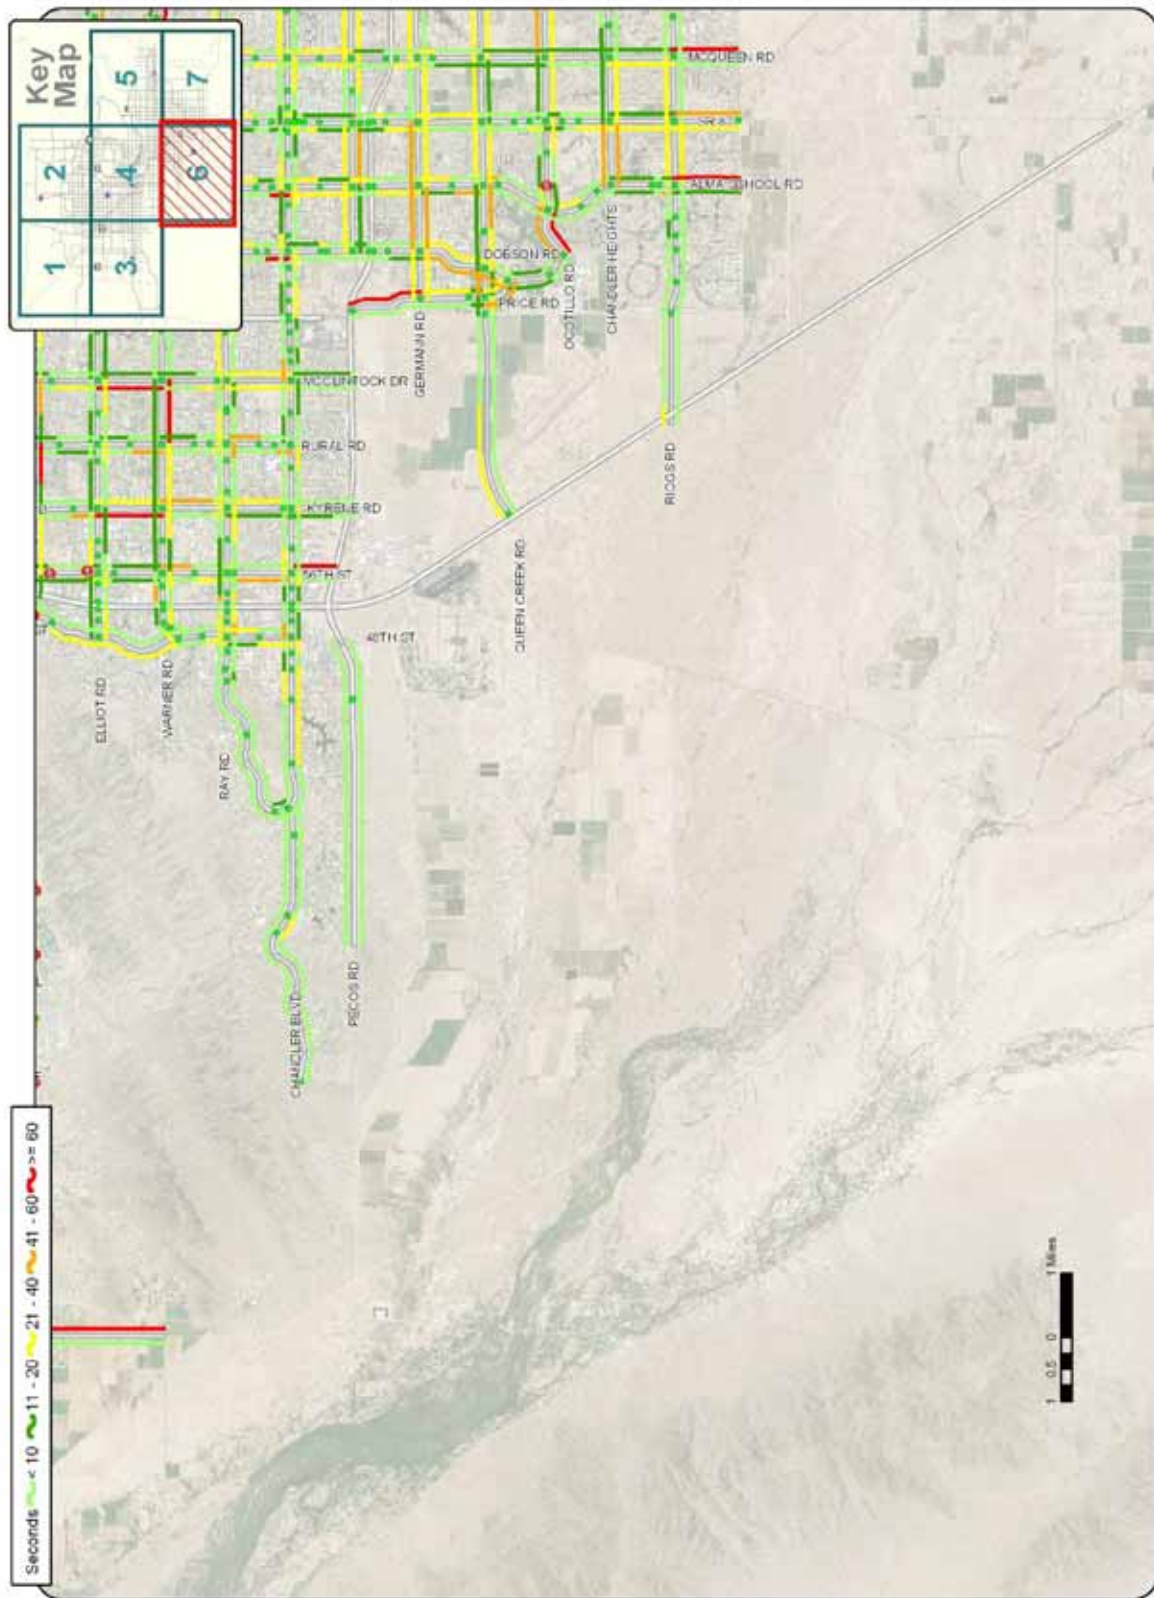 Seconds < 10 11 - 20 21 - 40 41 - 60 >= 60
Key
Map
1
2
3
4
5
6
7
MCQUEEN RD
ALMA SCHOOL RD
DOBSON RD
PRICE RD
OCOTILLO RD
CHANDLER HEIGHTS
GERMANN RD
MCCLINTOCK DR
RURAL RD
KYRENE RD
56TH ST
48TH ST
QUEEN CREEK RD
RIGGS RD
ELLIOT RD
WARNER RD
RAY RD
CHANDLER BLVD
PECOS RD
1 0.5 0 1 Miles